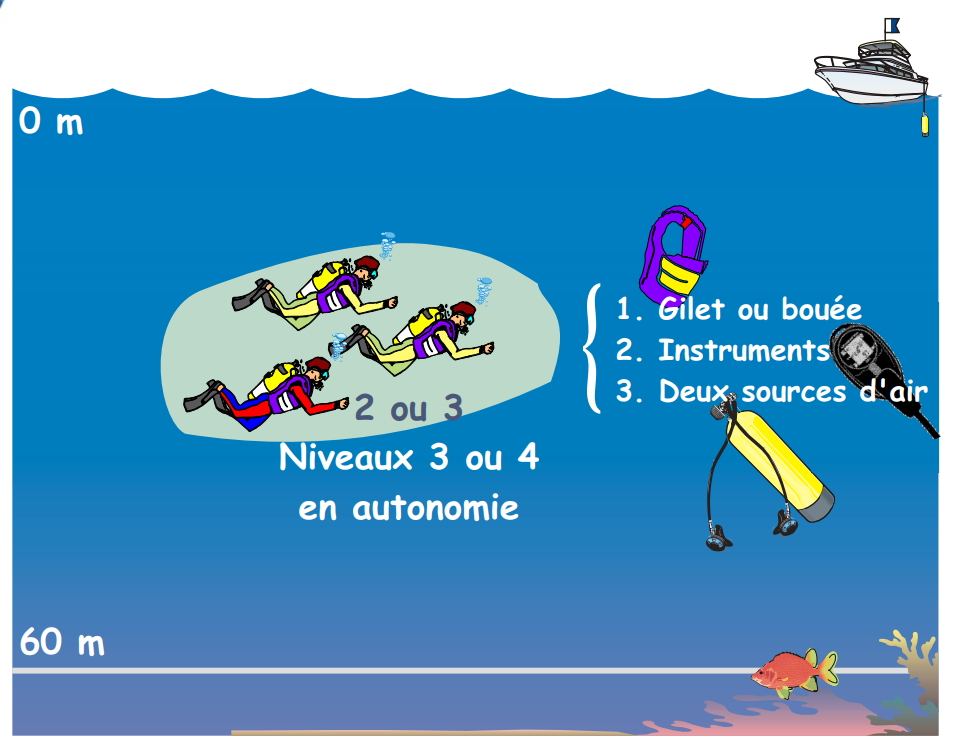 0 m
1. Gilet ou bouée
2. Instruments
3. Deux sources d'air
2 ou 3
Niveaux 3 ou 4
en autonomie
60 m